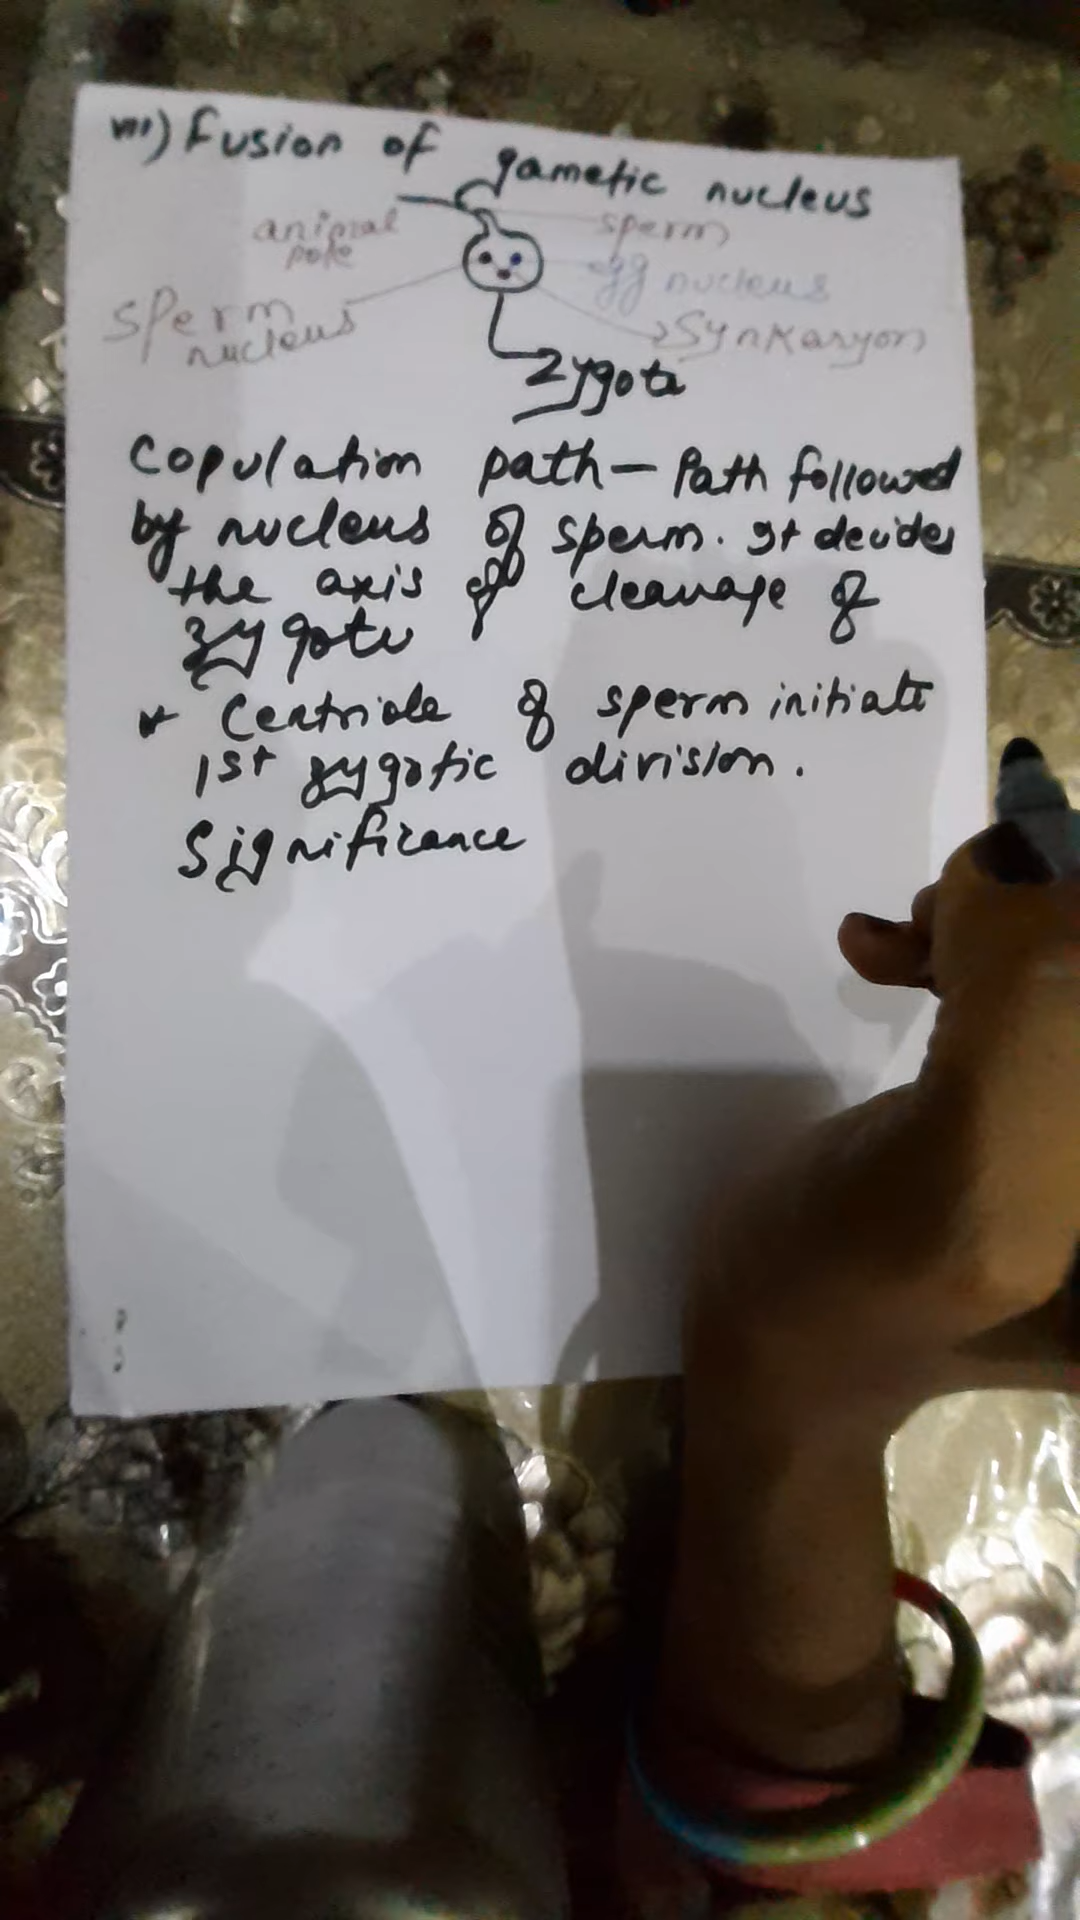 VIII) Fusion of gametic nucleus
animal pole
sperm
egg nucleus
sperm nucleus
Synkaryon
Zygote
Copulation path — Path followed
by nucleus of sperm. It decides
the axis of cleavage of
zygote
* Centriole of sperm initiate
1st zygotic division.
Significance